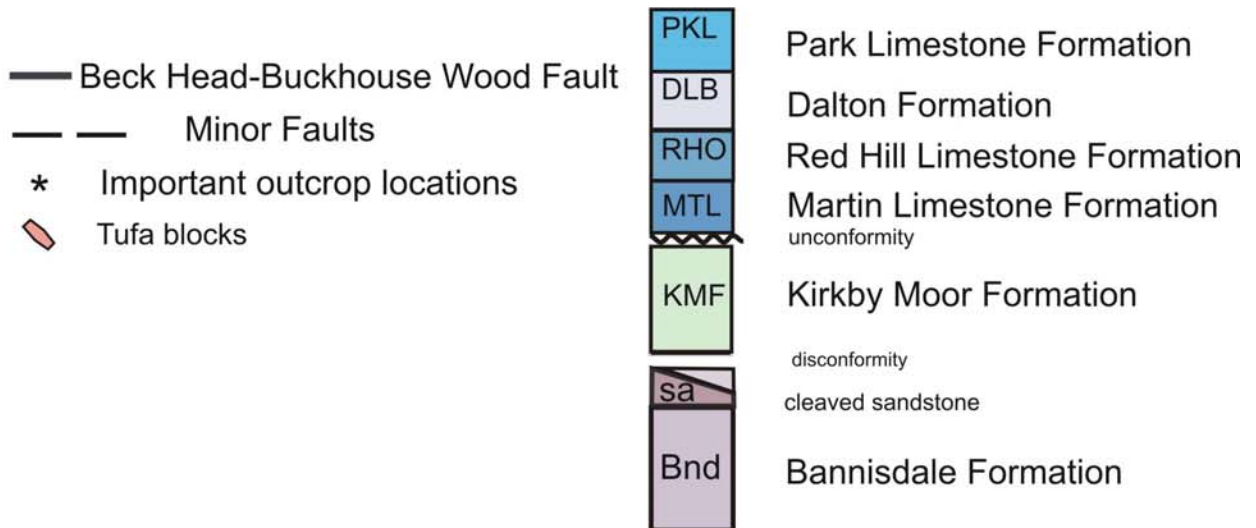 Beck Head-Buckhouse Wood Fault
Minor Faults
* Important outcrop locations
Tufa blocks
PKL Park Limestone Formation
DLB Dalton Formation
RHO Red Hill Limestone Formation
MTL Martin Limestone Formation
unconformity
KMF Kirkby Moor Formation
disconformity
sa cleaved sandstone
Bnd Bannisdale Formation